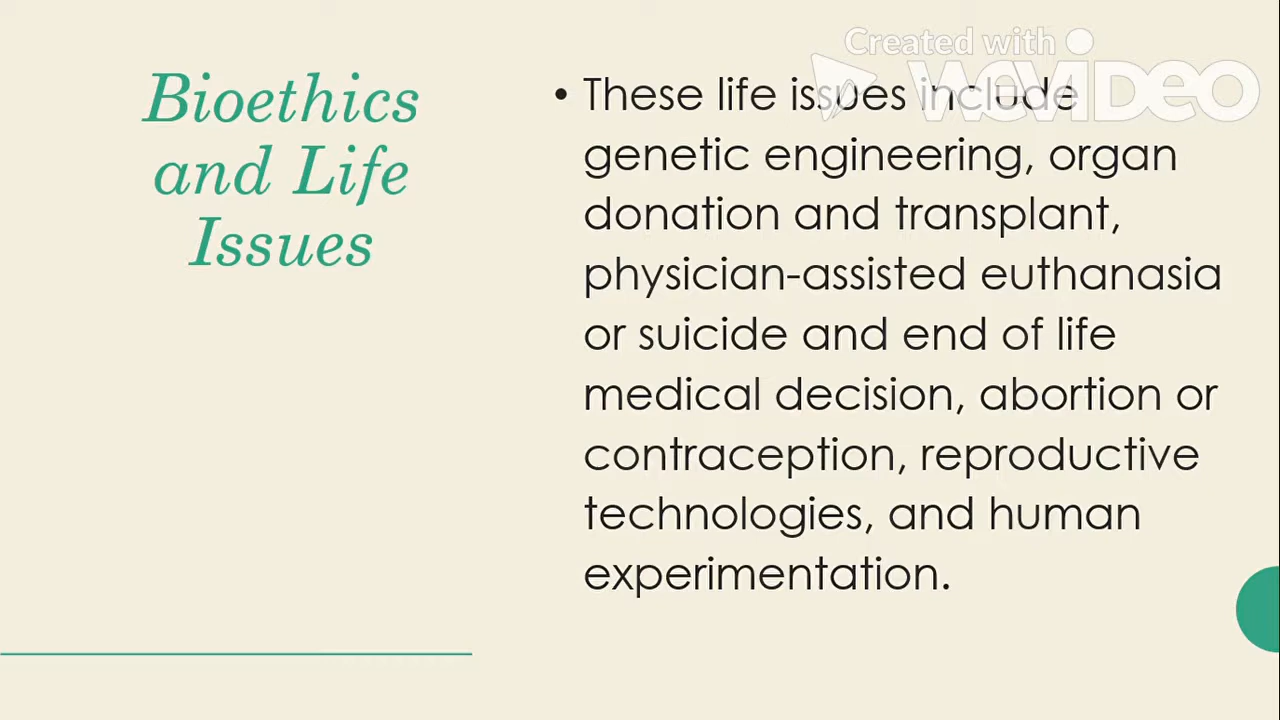 Created with
WEVIDEO
Bioethics
and Life
Issues
• These life issues include
genetic engineering, organ
donation and transplant,
physician-assisted euthanasia
or suicide and end of life
medical decision, abortion or
contraception, reproductive
technologies, and human
experimentation.